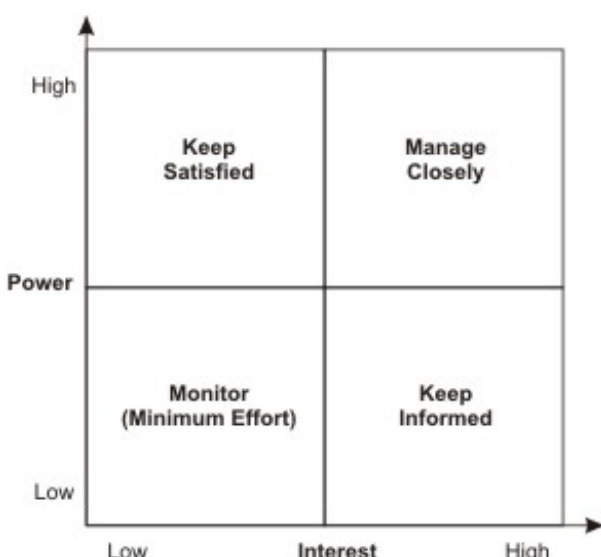 High
Keep
Satisfied
Manage
Closely
Power
Monitor
(Minimum Effort)
Keep
Informed
Low
Low
Interest
High